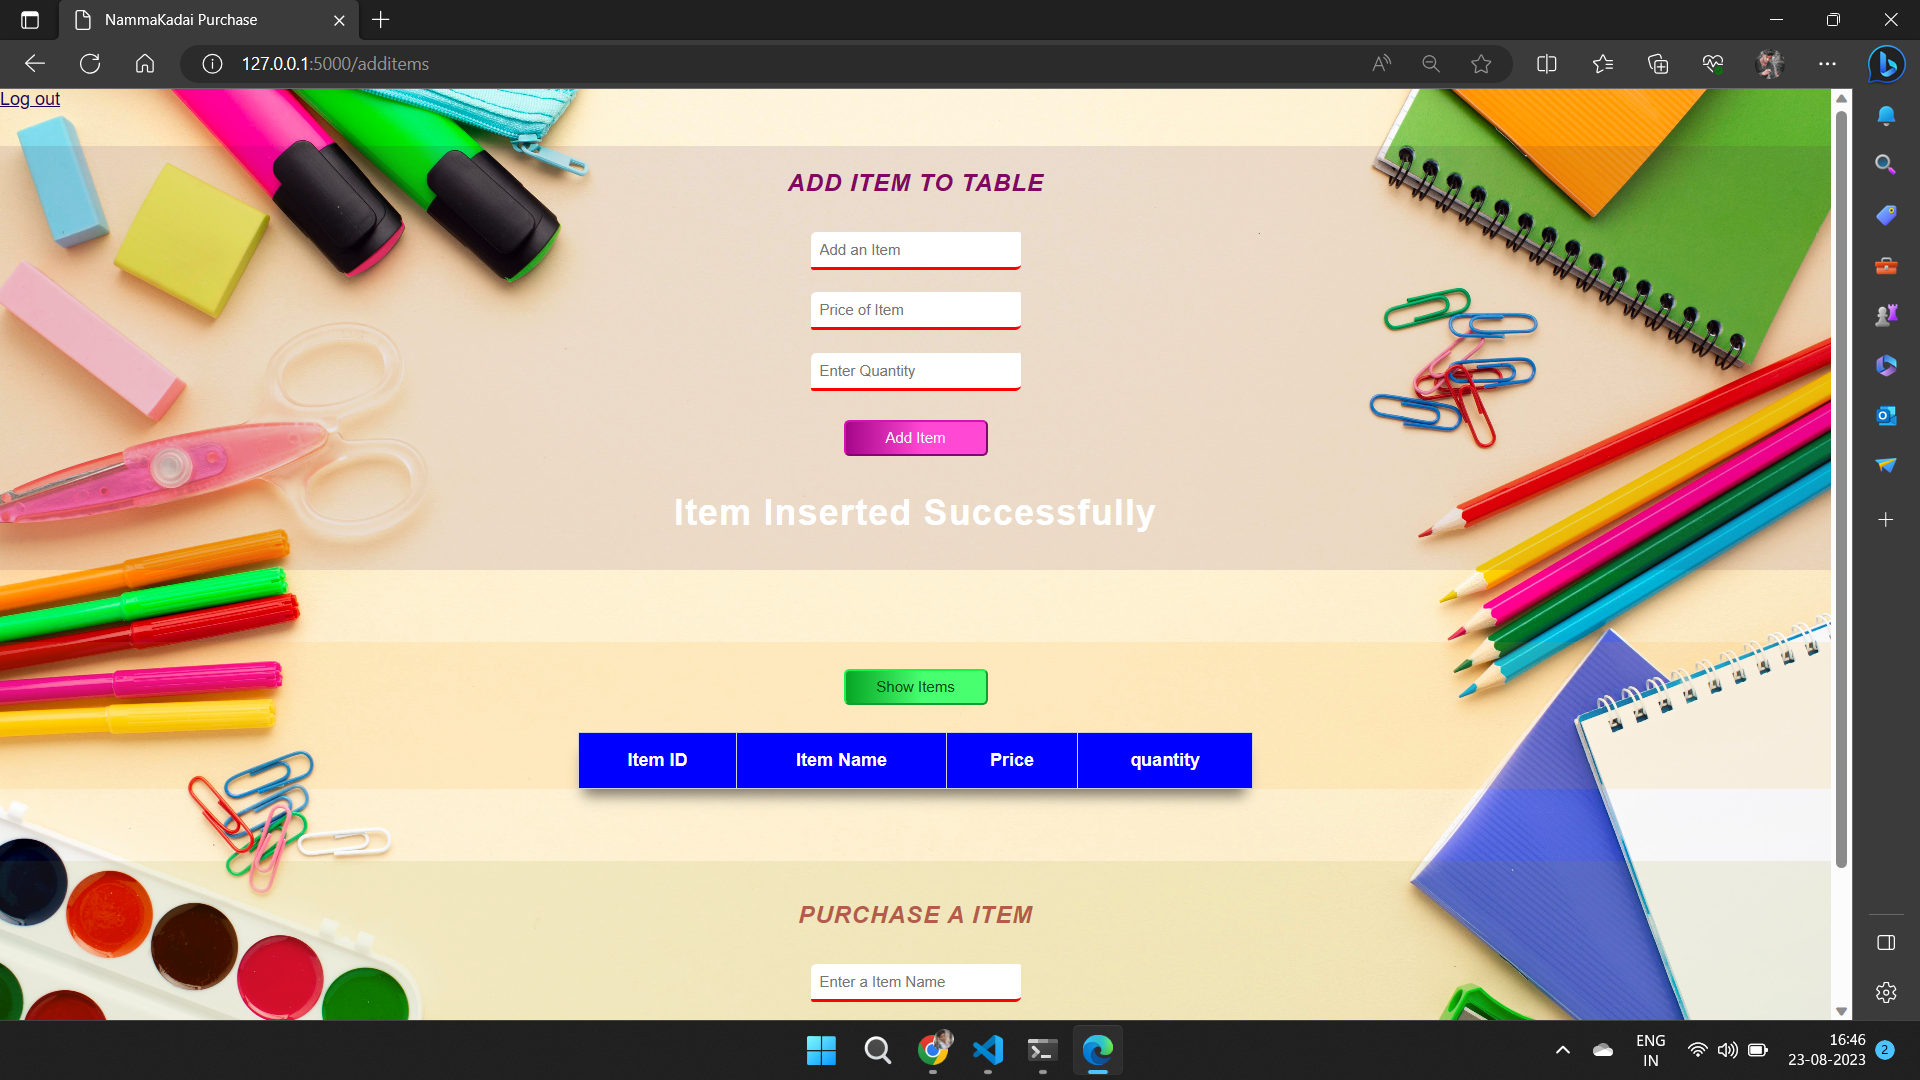 NammaKadai Purchase
127.0.0.1:5000/additems
Log out
ADD ITEM TO TABLE
Add an Item
Price of Item
Enter Quantity
Add Item
Item Inserted Successfully
Show Items
Item ID Item Name Price quantity
PURCHASE A ITEM
Enter a Item Name
ENG
IN
16:46
23-08-2023
2